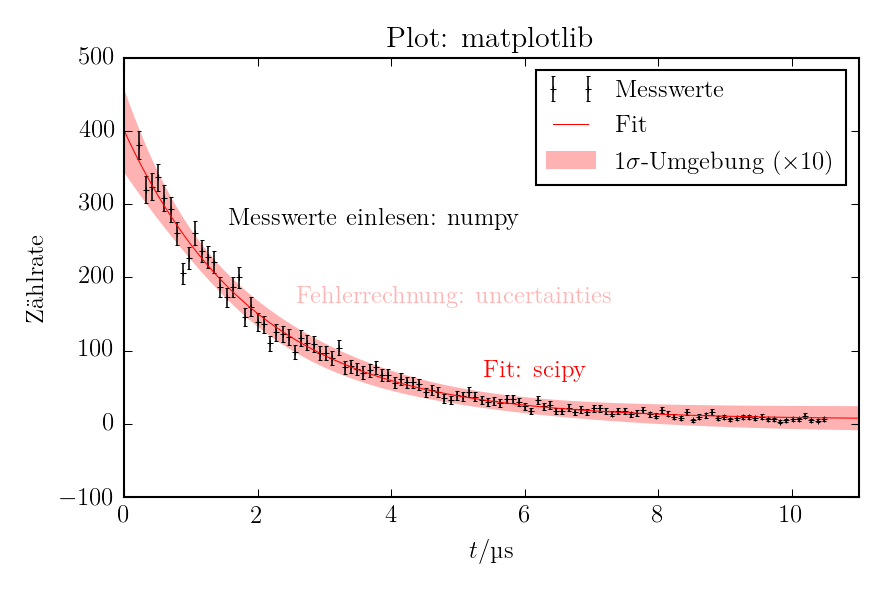 Plot: matplotlib
500
400
300
200
100
0
−100
Zählrate
Messwerte
Fit
1σ-Umgebung (×10)
Messwerte einlesen: numpy
Fehlerrechnung: uncertainties
Fit: scipy
0 2 4 6 8 10
t/µs